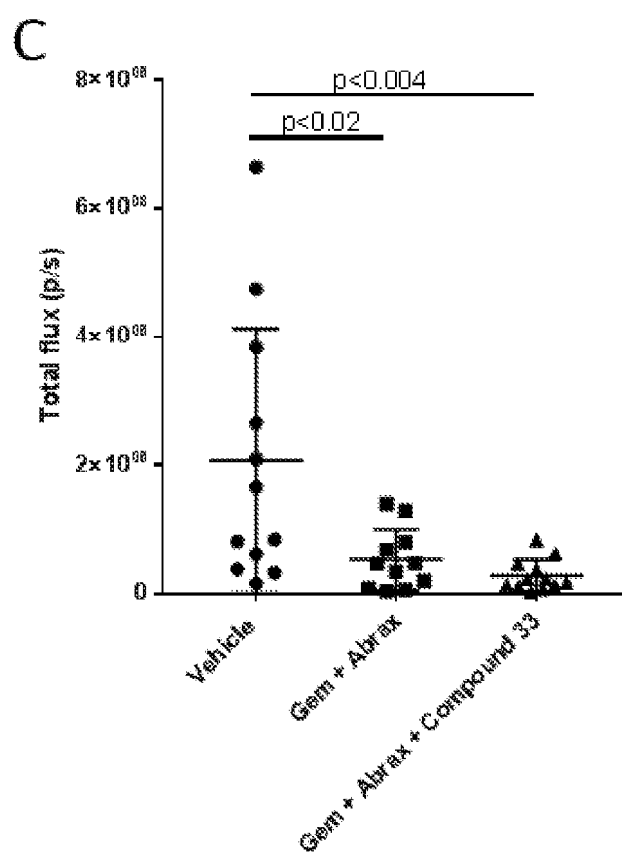 C
8×10⁰⁸
p<0.004
p<0.02
6×10⁰⁸
Total flux (p/s)
4×10⁰⁸
2×10⁰⁸
0
Vehicle
Gem + Abrax
Gem + Abrax + Compound 33